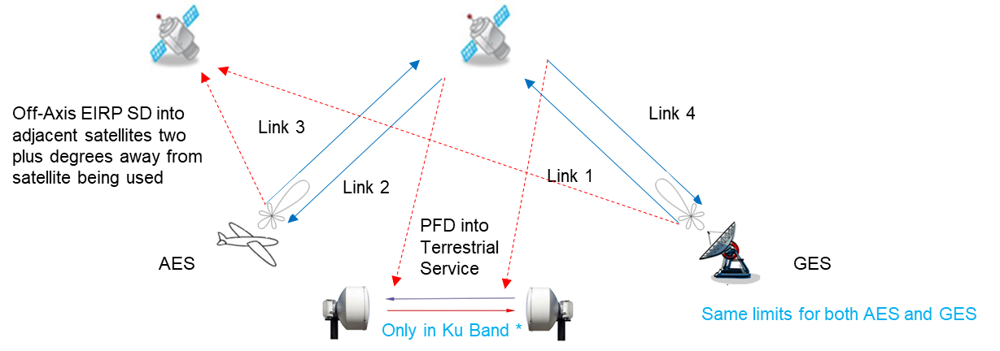 Off-Axis EIRP SD into
adjacent satellites two
plus degrees away from
satellite being used
Link 3
Link 4
Link 2
Link 1
PFD into
Terrestrial
Service
AES
GES
Only in Ku Band *
Same limits for both AES and GES